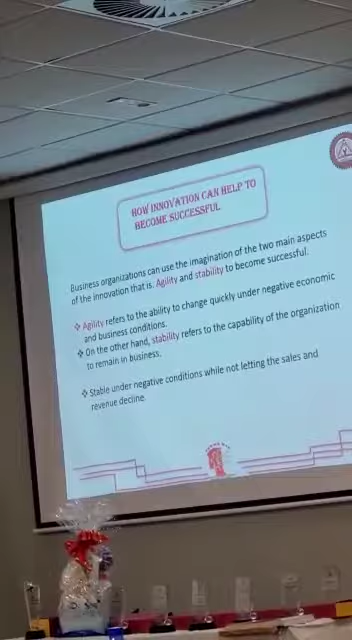 HOW INNOVATION CAN HELP TO
BECOME SUCCESSFUL
Business organizations can use the imagination of the two main aspects
of the innovation that is. Agility and stability to become successful.
❖ Agility refers to the ability to change quickly under negative economic
and business conditions.
❖ On the other hand, stability refers to the capability of the organization
to remain in business.
❖ Stable under negative conditions while not letting the sales and
revenue decline.